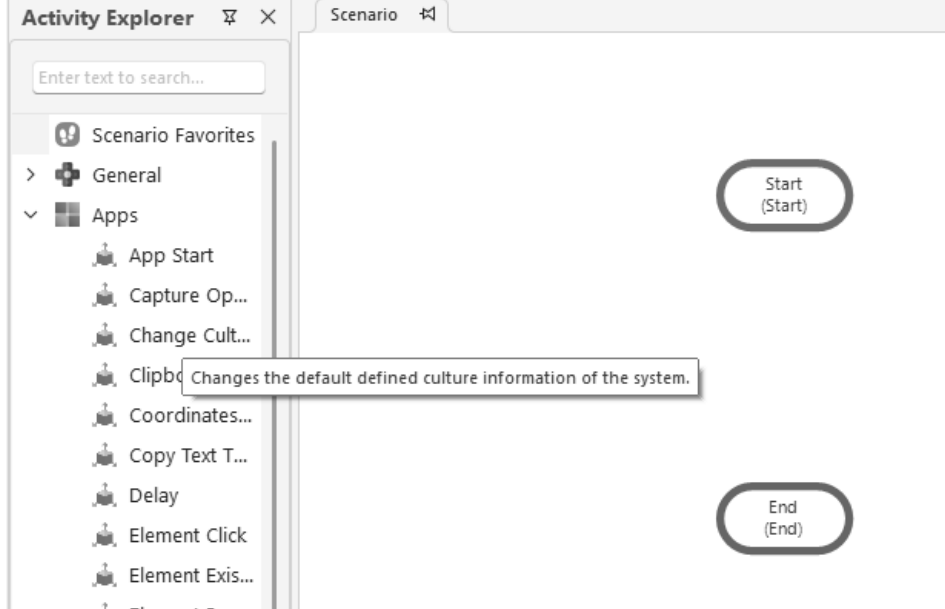 Activity Explorer
Scenario
Enter text to search...
Scenario Favorites
General
Apps
App Start
Capture Op...
Change Cult...
Changes the default defined culture information of the system.
Coordinates...
Copy Text T...
Delay
Element Click
Element Exis...
Start
(Start)
End
(End)